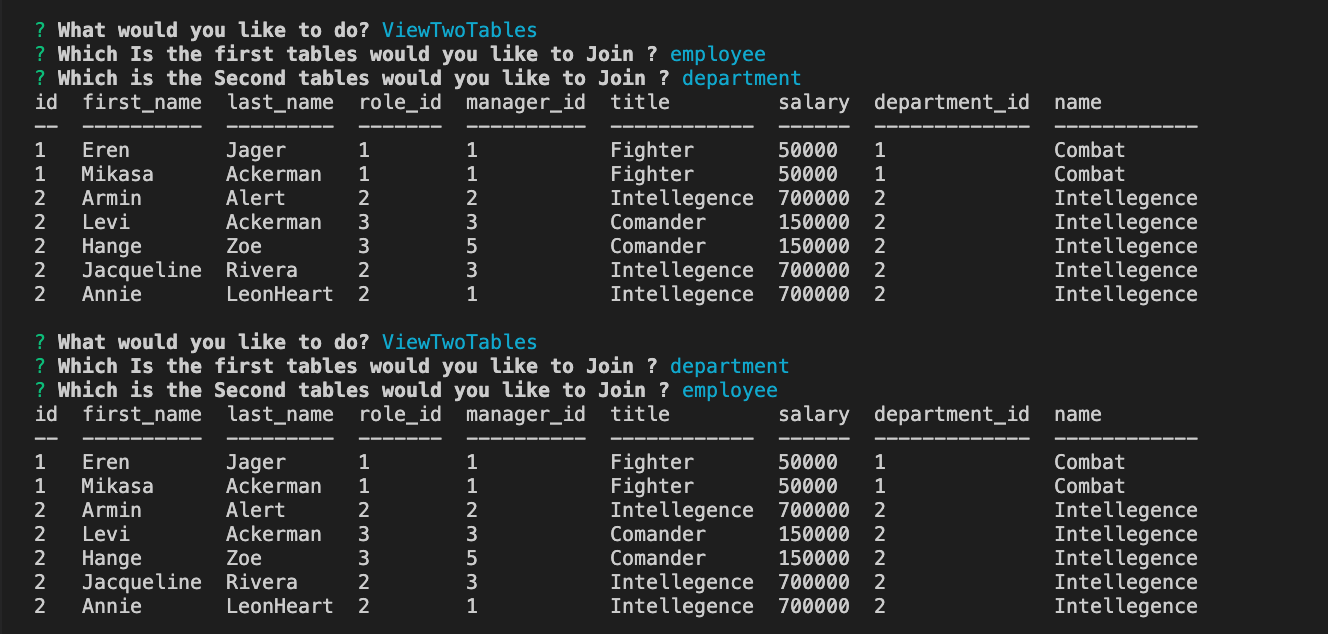 ? What would you like to do? ViewTwoTables
? Which Is the first tables would you like to Join ? employee
? Which is the Second tables would you like to Join ? department
id  first_name  last_name  role_id  manager_id  title         salary  department_id  name
--  ----------  ---------  -------  ----------  ------------  ------  -------------  ------------
1   Eren        Jager      1        1           Fighter       50000   1              Combat
1   Mikasa      Ackerman   1        1           Fighter       50000   1              Combat
2   Armin       Alert      2        2           Intellegence  700000  2              Intellegence
2   Levi        Ackerman   3        3           Comander      150000  2              Intellegence
2   Hange       Zoe        3        5           Comander      150000  2              Intellegence
2   Jacqueline  Rivera     2        3           Intellegence  700000  2              Intellegence
2   Annie       LeonHeart  2        1           Intellegence  700000  2              Intellegence
? What would you like to do? ViewTwoTables
? Which Is the first tables would you like to Join ? department
? Which is the Second tables would you like to Join ? employee
id  first_name  last_name  role_id  manager_id  title         salary  department_id  name
--  ----------  ---------  -------  ----------  ------------  ------  -------------  ------------
1   Eren        Jager      1        1           Fighter       50000   1              Combat
1   Mikasa      Ackerman   1        1           Fighter       50000   1              Combat
2   Armin       Alert      2        2           Intellegence  700000  2              Intellegence
2   Levi        Ackerman   3        3           Comander      150000  2              Intellegence
2   Hange       Zoe        3        5           Comander      150000  2              Intellegence
2   Jacqueline  Rivera     2        3           Intellegence  700000  2              Intellegence
2   Annie       LeonHeart  2        1           Intellegence  700000  2              Intellegence